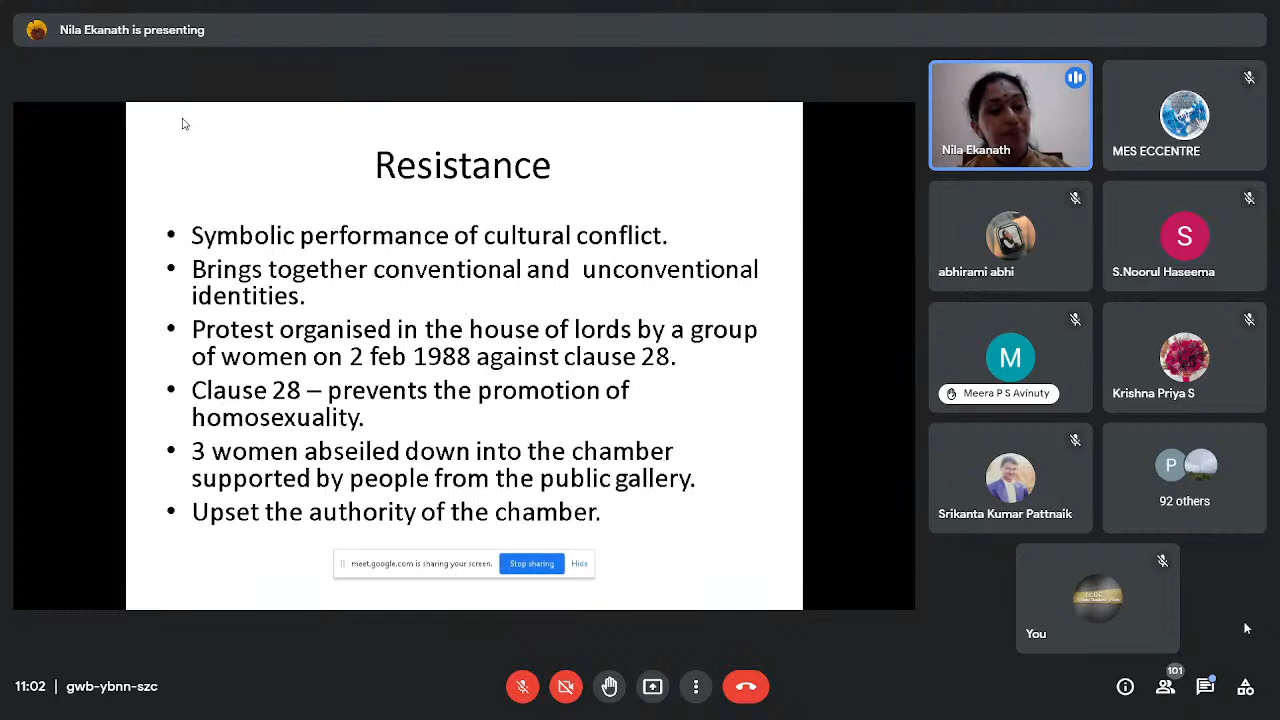 Nila Ekanath is presenting
Resistance
• Symbolic performance of cultural conflict.
• Brings together conventional and unconventional
identities.
• Protest organised in the house of lords by a group
of women on 2 feb 1988 against clause 28.
• Clause 28 – prevents the promotion of
homosexuality.
• 3 women abseiled down into the chamber
supported by people from the public gallery.
• Upset the authority of the chamber.
meet.google.com is sharing your screen. Stop sharing Hide
Nila Ekanath
MES ECCENTRE
abhirami abhi
S
S.Noorul Haseema
M
Meera P S Avinuty
Krishna Priya S
Srikanta Kumar Pattnaik
P
92 others
You
11:02 | gwb-ybnn-szc
101